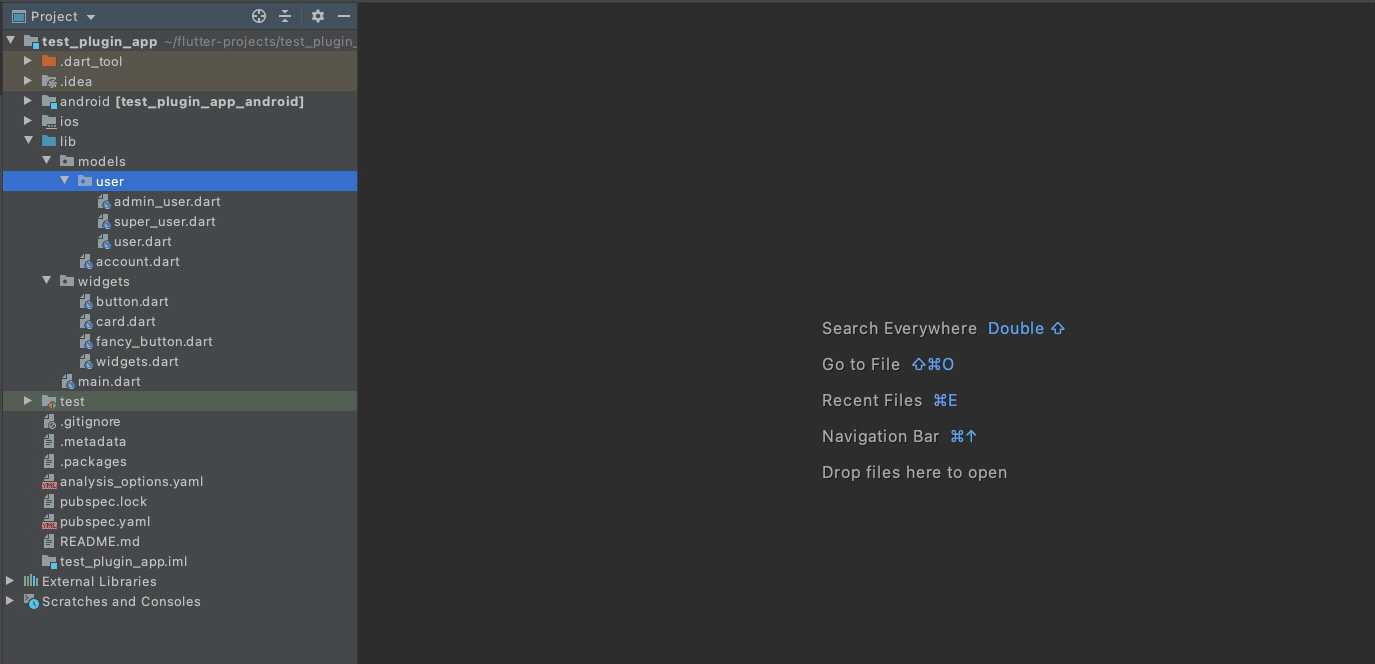 Project
test_plugin_app ~/flutter-projects/test_plugin_
.dart_tool
.idea
android [test_plugin_app_android]
ios
lib
models
user
admin_user.dart
super_user.dart
user.dart
account.dart
widgets
button.dart
card.dart
fancy_button.dart
widgets.dart
main.dart
test
.gitignore
.metadata
.packages
analysis_options.yaml
pubspec.lock
pubspec.yaml
README.md
test_plugin_app.iml
External Libraries
Scratches and Consoles
Search Everywhere Double ⇧
Go to File ⇧⌘O
Recent Files ⌘E
Navigation Bar ⌘↑
Drop files here to open